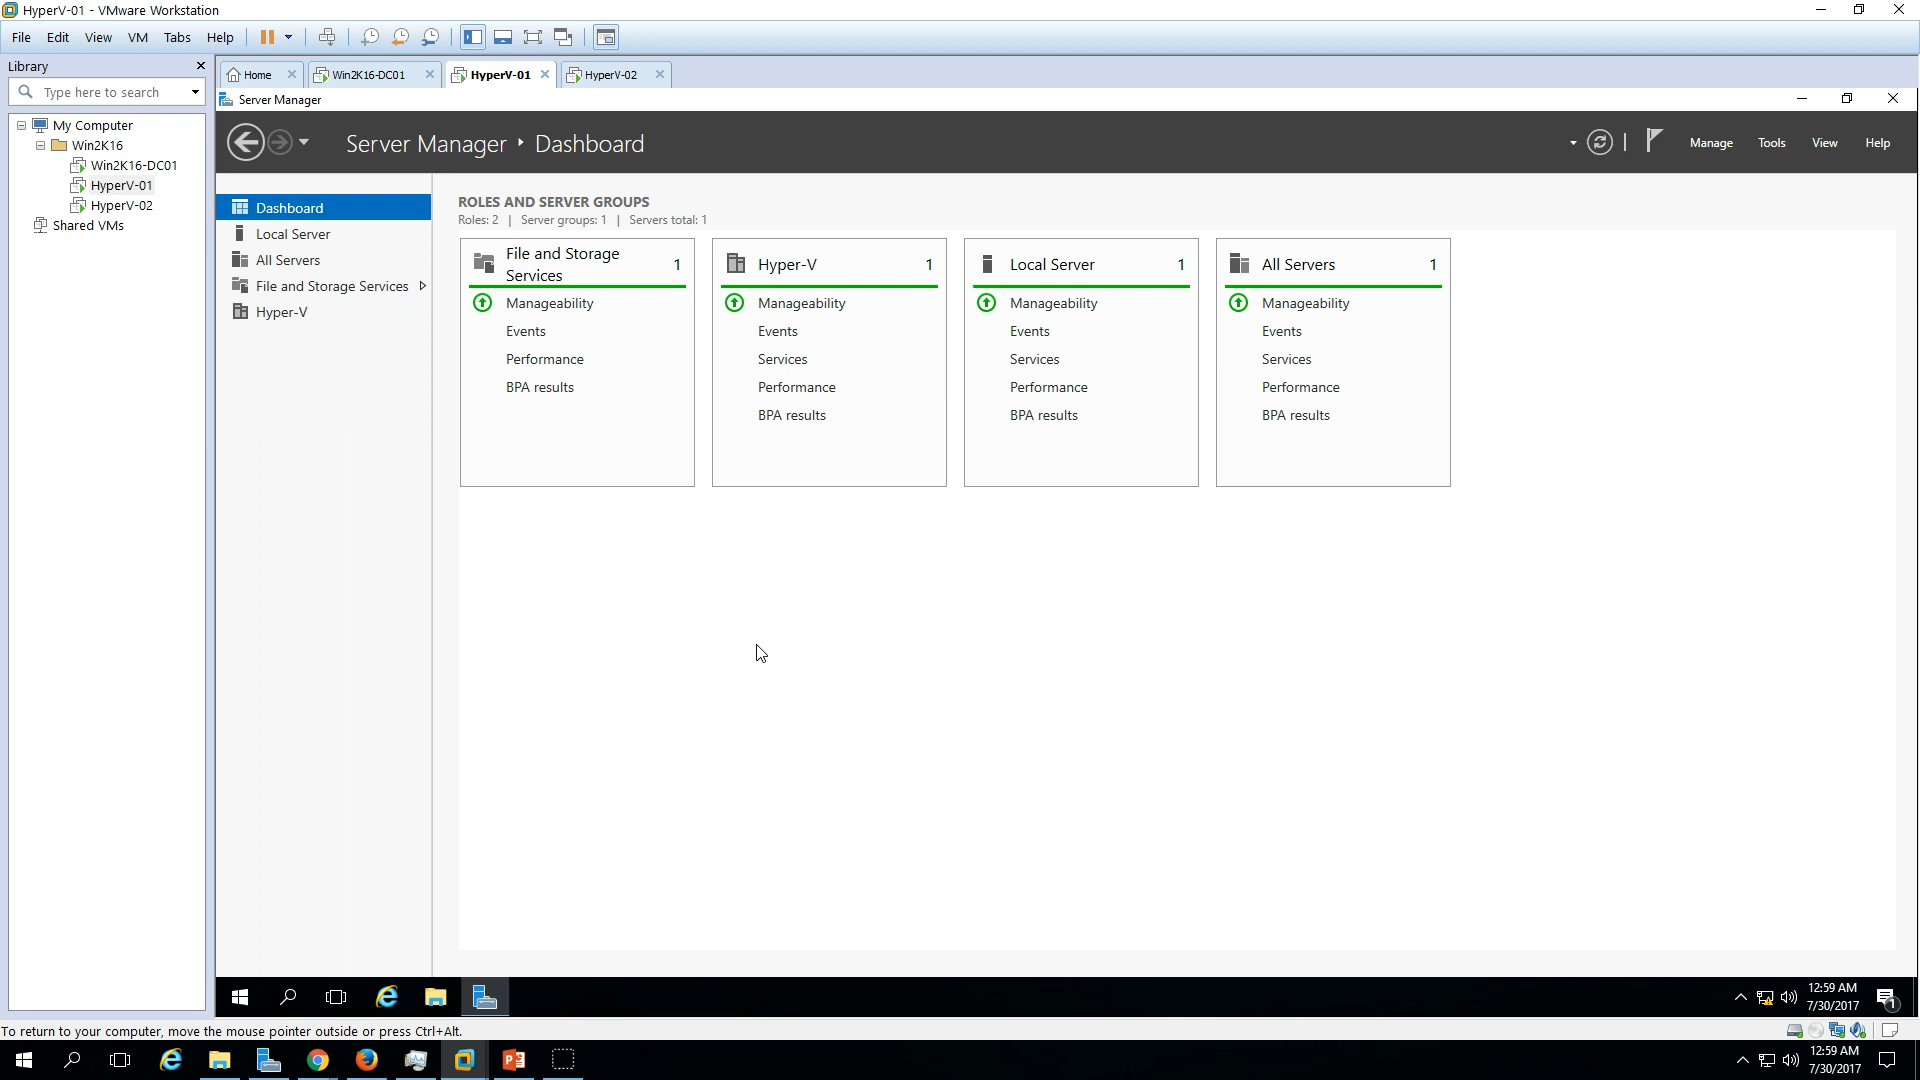 HyperV-01 - VMware Workstation
File Edit View VM Tabs Help
Library
Type here to search
My Computer
Win2K16
Win2K16-DC01
HyperV-01
HyperV-02
Shared VMs
Home Win2K16-DC01 HyperV-01 HyperV-02
Server Manager
Server Manager Dashboard
Manage Tools View Help
Dashboard
Local Server
All Servers
File and Storage Services
Hyper-V
ROLES AND SERVER GROUPS
Roles: 2 | Server groups: 1 | Servers total: 1
File and Storage
Services 1
Manageability
Events
Performance
BPA results
Hyper-V 1
Manageability
Events
Services
Performance
BPA results
Local Server 1
Manageability
Events
Services
Performance
BPA results
All Servers 1
Manageability
Events
Services
Performance
BPA results
12:59 AM
7/30/2017
1
To return to your computer, move the mouse pointer outside or press Ctrl+Alt.
12:59 AM
7/30/2017